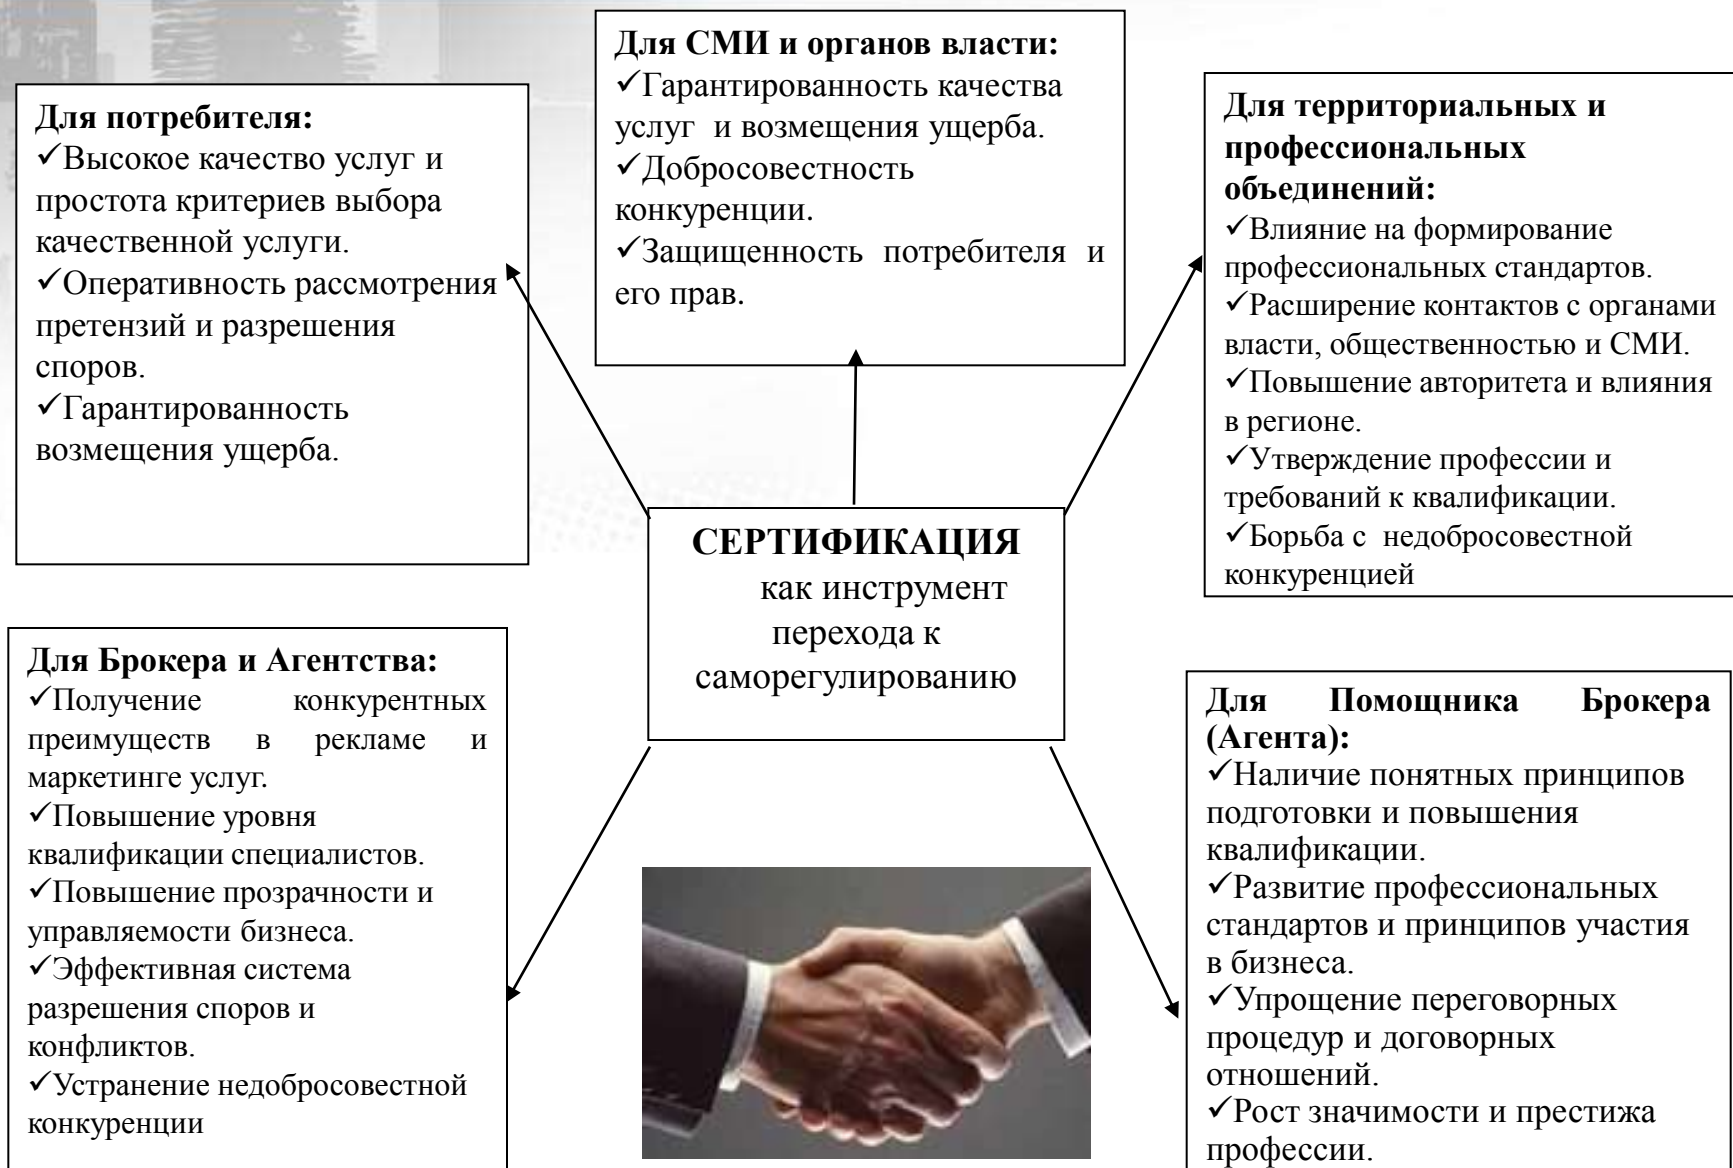 Для потребителя:
✓Высокое качество услуг и
простота критериев выбора
качественной услуги.
✓Оперативность рассмотрения
претензий и разрешения
споров.
✓Гарантированность
возмещения ущерба.
Для СМИ и органов власти:
✓Гарантированность качества
услуг и возмещения ущерба.
✓Добросовестность
конкуренции.
✓Защищенность потребителя и
его прав.
Для территориальных и
профессиональных
объединений:
✓Влияние на формирование
профессиональных стандартов.
✓Расширение контактов с органами
власти, общественностью и СМИ.
✓Повышение авторитета и влияния
в регионе.
✓Утверждение профессии и
требований к квалификации.
✓Борьба с недобросовестной
конкуренцией
СЕРТИФИКАЦИЯ
как инструмент
перехода к
саморегулированию
Для Брокера и Агентства:
✓Получение конкурентных
преимуществ в рекламе и
маркетинге услуг.
✓Повышение уровня
квалификации специалистов.
✓Повышение прозрачности и
управляемости бизнеса.
✓Эффективная система
разрешения споров и
конфликтов.
✓Устранение недобросовестной
конкуренции
Для Помощника Брокера
(Агента):
✓Наличие понятных принципов
подготовки и повышения
квалификации.
✓Развитие профессиональных
стандартов и принципов участия
в бизнеса.
✓Упрощение переговорных
процедур и договорных
отношений.
✓Рост значимости и престижа
профессии.